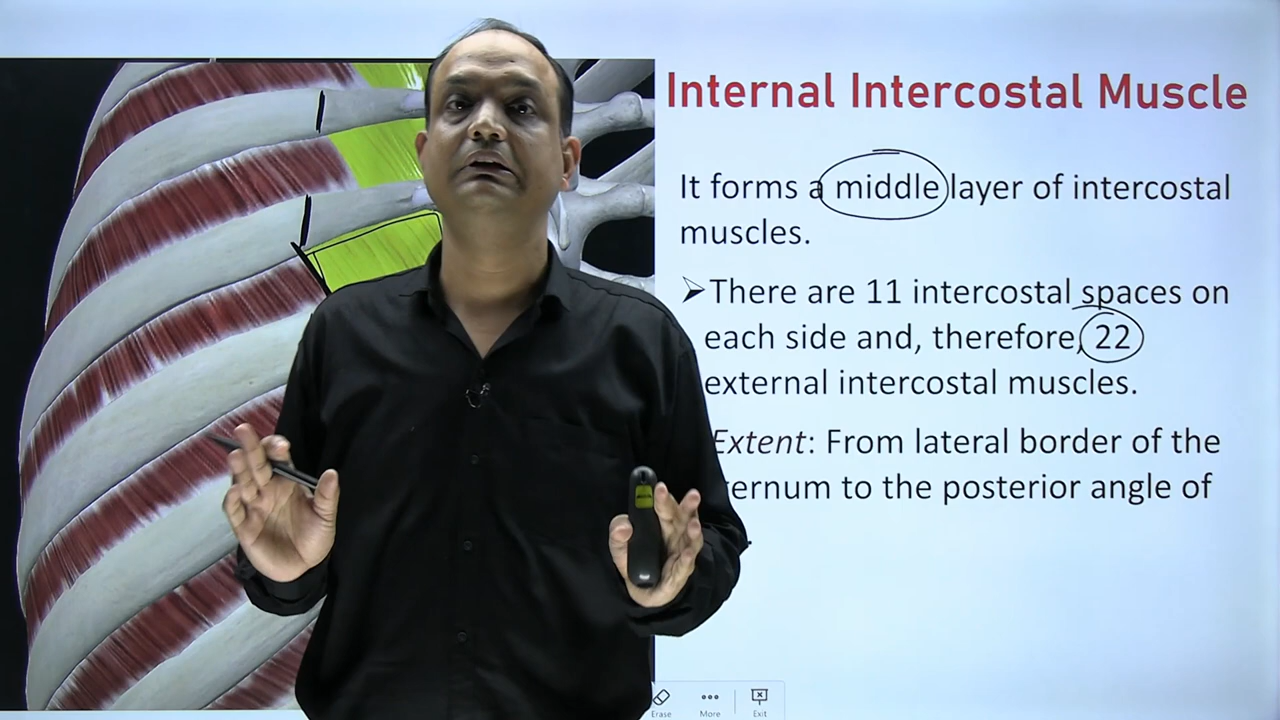 Internal Intercostal Muscle
It forms a middle layer of intercostal
muscles.
There are 11 intercostal spaces on
each side and, therefore, 22
external intercostal muscles.
Extent: From lateral border of the
to the posterior angle of
Erase
More
Exit